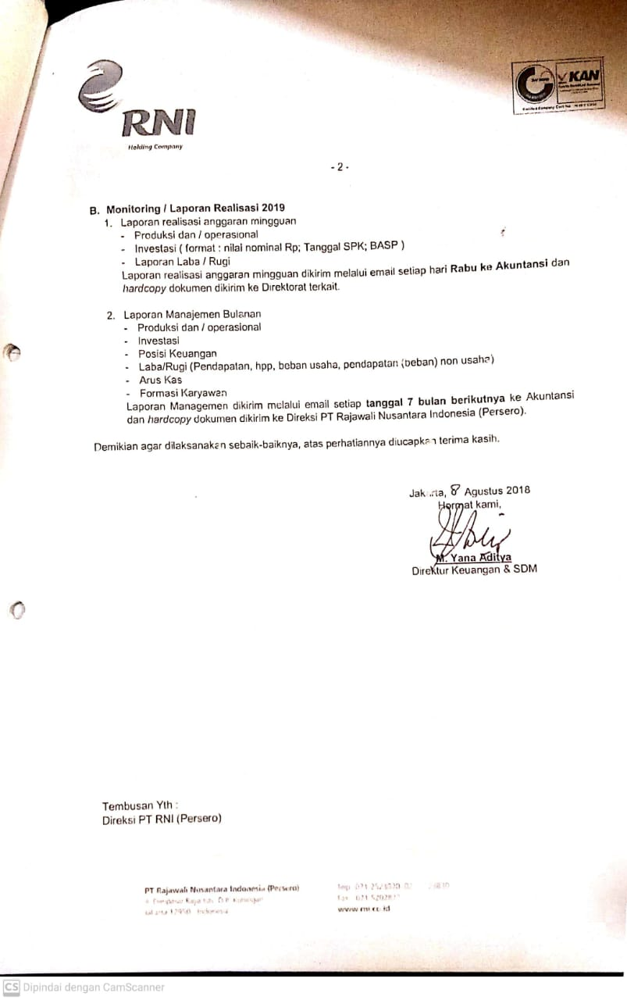 RNI
Holding Company
KAN
- 2 -
B. Monitoring / Laporan Realisasi 2019
1. Laporan realisasi anggaran mingguan
- Produksi dan / operasional
- Investasi ( format : nilai nominal Rp; Tanggal SPK; BASP )
- Laporan Laba / Rugi
Laporan realisasi anggaran mingguan dikirim melalui email setiap hari Rabu ke Akuntansi dan
hardcopy dokumen dikirim ke Direktorat terkait.
2. Laporan Manajemen Bulanan
- Produksi dan / operasional
- Investasi
- Posisi Keuangan
- Laba/Rugi (Pendapatan, hpp, beban usaha, pendapatan (beban) non usaha)
- Arus Kas
- Formasi Karyawan
Laporan Managemen dikirim melalui email setiap tanggal 7 bulan berikutnya ke Akuntansi
dan hardcopy dokumen dikirim ke Direksi PT Rajawali Nusantara Indonesia (Persero).
Demikian agar dilaksanakan sebaik-baiknya, atas perhatiannya diucapkan terima kasih.
Jakarta, 8 Agustus 2018
Hormat kami,
M. Yana Aditya
Direktur Keuangan & SDM
Tembusan Yth :
Direksi PT RNI (Persero)
PT Rajawali Nusantara Indonesia (Persero)
Jakarta 12950 Indonesia
www.rni.co.id
CS Dipindai dengan CamScanner